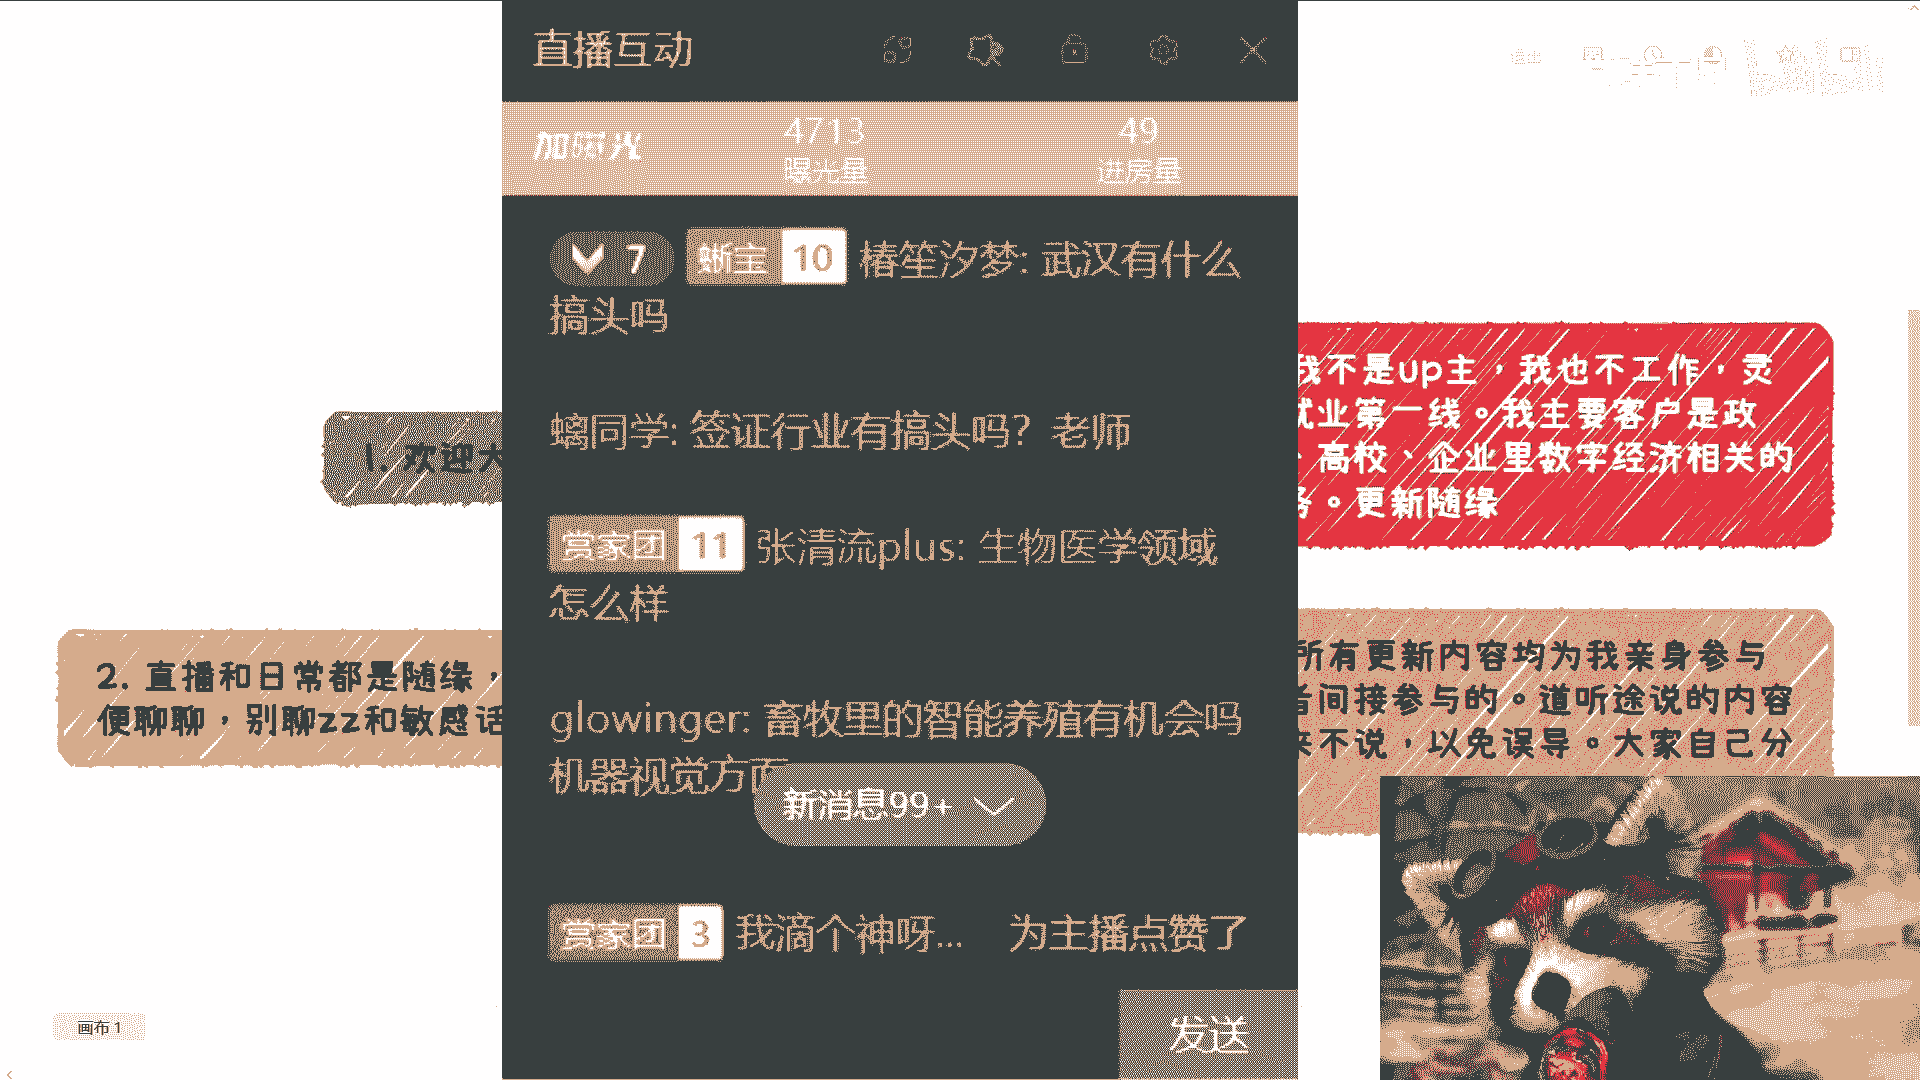 直播互动
加曝光
4713
曝光量
49
进房量
7 蜥宝 10 椿笙汐梦: 武汉有什么
搞头吗
螭同学: 签证行业有搞头吗? 老师
赏家团 11 张清流plus: 生物医学领域
怎么样
glowinger: 畜牧里的智能养殖有机会吗
机器视觉方面
新消息99+
赏家团 3 我滴个神呀... 为主播点赞了
发送
1. 欢迎大
2. 直播和日常都是随缘，
便聊聊，别聊zz和敏感话
我不是up主，我也不工作，灵
就业第一线。我主要客户是政
、高校、企业里数字经济相关的
务。更新随缘
所有更新内容均为我亲身参与
者间接参与的。道听途说的内容
来不说，以免误导。大家自己分
画布 1